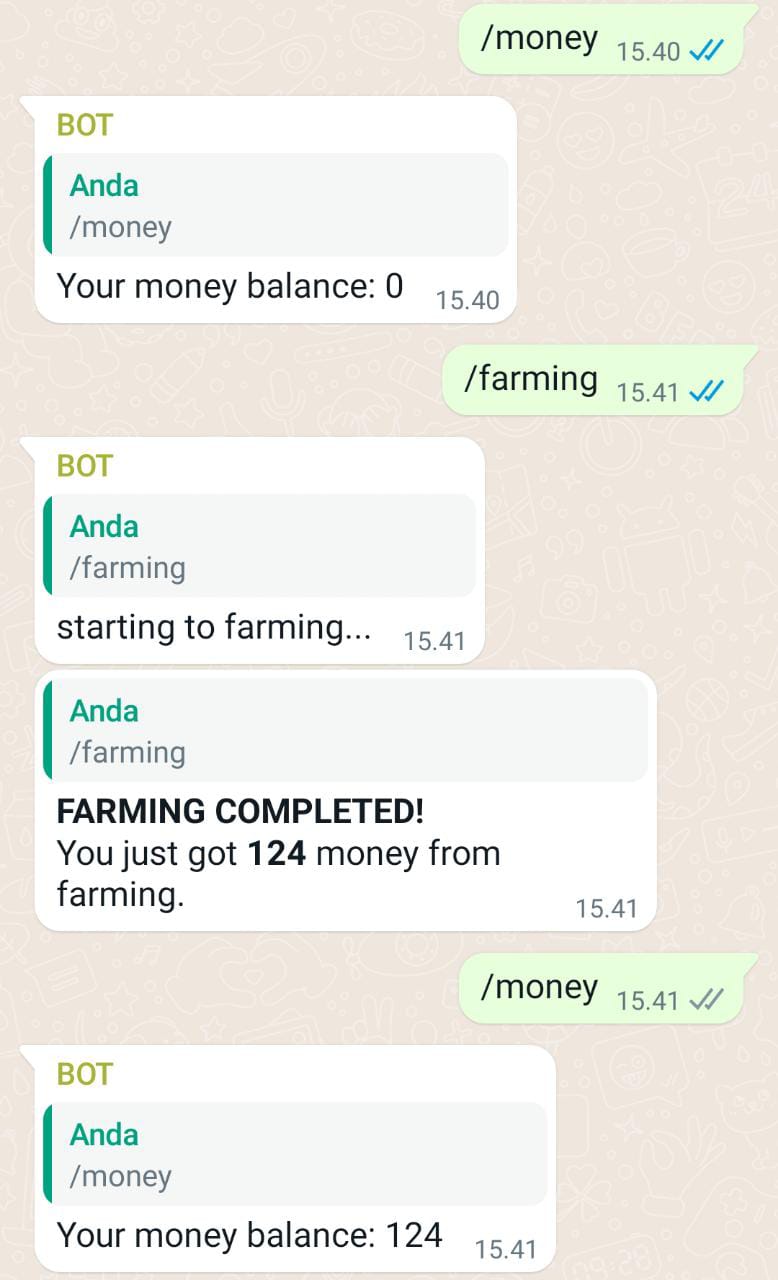 /money 15.40
BOT
Anda
/money
Your money balance: 0 15.40
/farming 15.41
BOT
Anda
/farming
starting to farming... 15.41
Anda
/farming
FARMING COMPLETED!
You just got 124 money from
farming. 15.41
/money 15.41
BOT
Anda
/money
Your money balance: 124 15.41